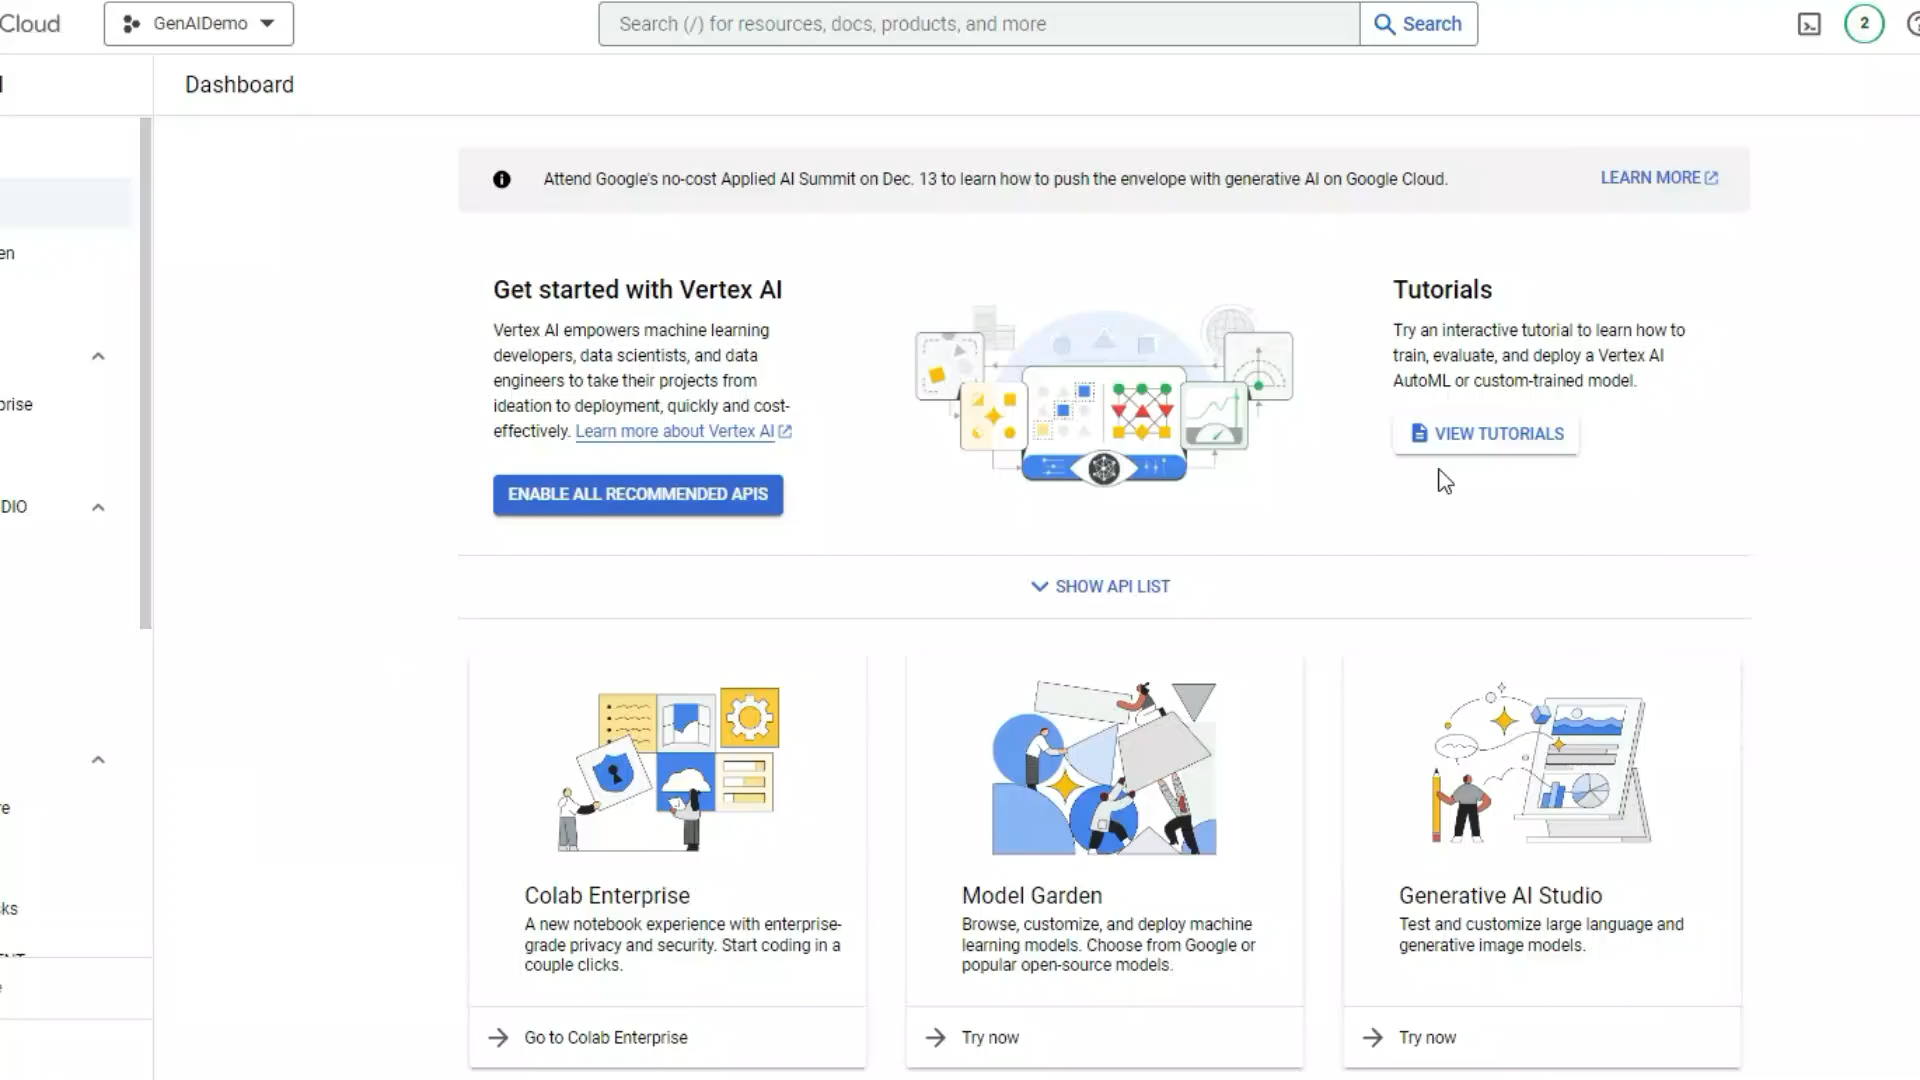 Cloud
GenAIDemo
Search (/) for resources, docs, products, and more
Search
2
Dashboard
en
prise
DIO
re
ks
Attend Google's no-cost Applied AI Summit on Dec. 13 to learn how to push the envelope with generative AI on Google Cloud.
LEARN MORE
Get started with Vertex AI
Vertex AI empowers machine learning
developers, data scientists, and data
engineers to take their projects from
ideation to deployment, quickly and cost-
effectively. Learn more about Vertex AI
ENABLE ALL RECOMMENDED APIS
Tutorials
Try an interactive tutorial to learn how to
train, evaluate, and deploy a Vertex AI
AutoML or custom-trained model.
VIEW TUTORIALS
SHOW API LIST
Colab Enterprise
A new notebook experience with enterprise-
grade privacy and security. Start coding in a
couple clicks.
Go to Colab Enterprise
Model Garden
Browse, customize, and deploy machine
learning models. Choose from Google or
popular open-source models.
Try now
Generative AI Studio
Test and customize large language and
generative image models.
Try now